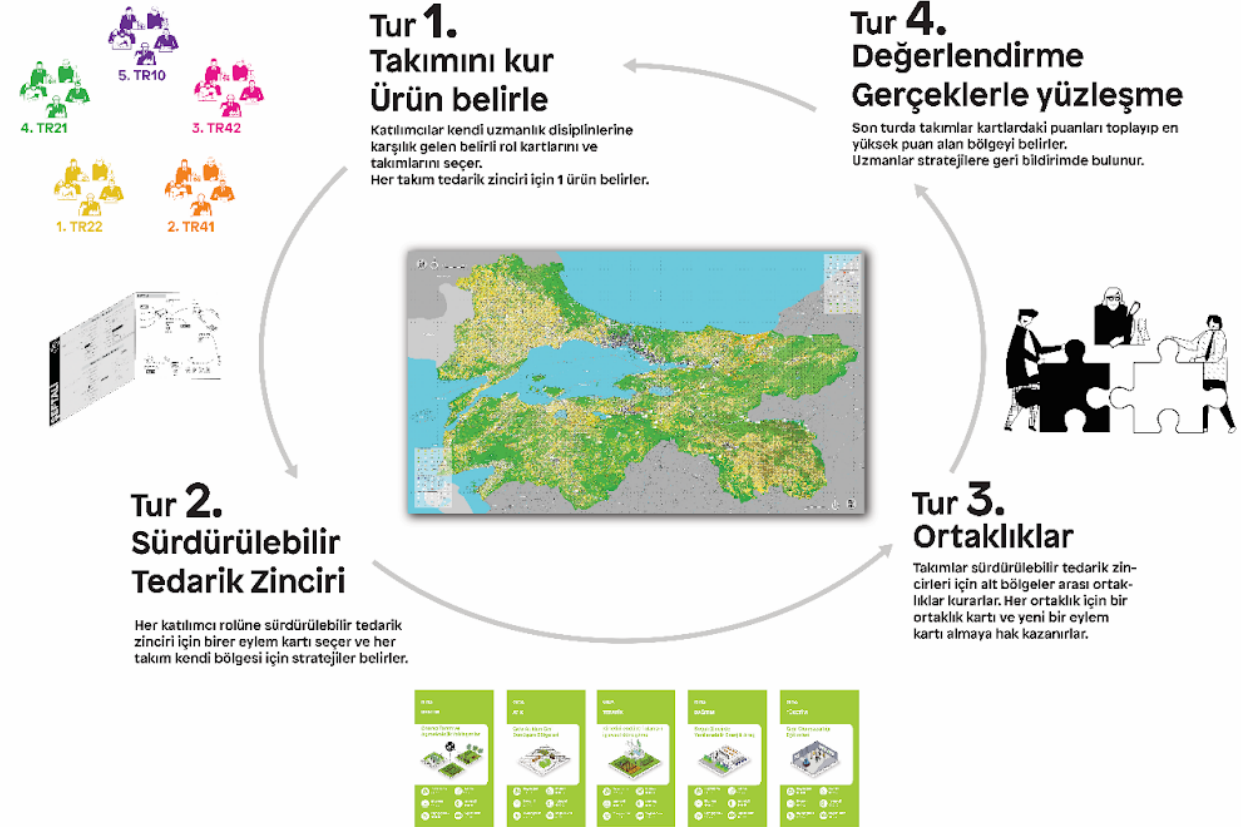 5. TR10
4. TR21
3. TR42
1. TR22
2. TR41
Tur 1.
Takımını kur
Ürün belirle
Katılımcılar kendi uzmanlık disiplinlerine
karşılık gelen belirli rol kartlarını ve
takımlarını seçer.
Her takım tedarik zinciri için 1 ürün belirler.
Tur 4.
Değerlendirme
Gerçeklerle yüzleşme
Son turda takımlar kartlardaki puanları toplayıp en
yüksek puan alan bölgeyi belirler.
Uzmanlar stratejilere geri bildirimde bulunur.
Tur 2.
Sürdürülebilir
Tedarik Zinciri
Her katılımcı rolüne sürdürülebilir tedarik
zinciri için birer eylem kartı seçer ve her
takım kendi bölgesi için stratejiler belirler.
Tur 3.
Ortaklıklar
Takımlar sürdürülebilir tedarik zin-
cirleri için alt bölgeler arası ortak-
lıklar kurarlar. Her ortaklık için bir
ortaklık kartı ve yeni bir eylem
kartı almaya hak kazanırlar.